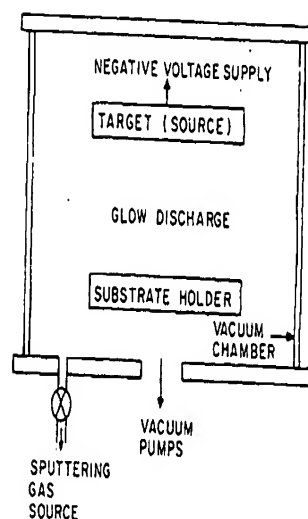 NEGATIVE VOLTAGE SUPPLY
TARGET (SOURCE)
GLOW DISCHARGE
SUBSTRATE HOLDER
VACUUM
CHAMBER
VACUUM
PUMPS
SPUTTERING
GAS
SOURCE